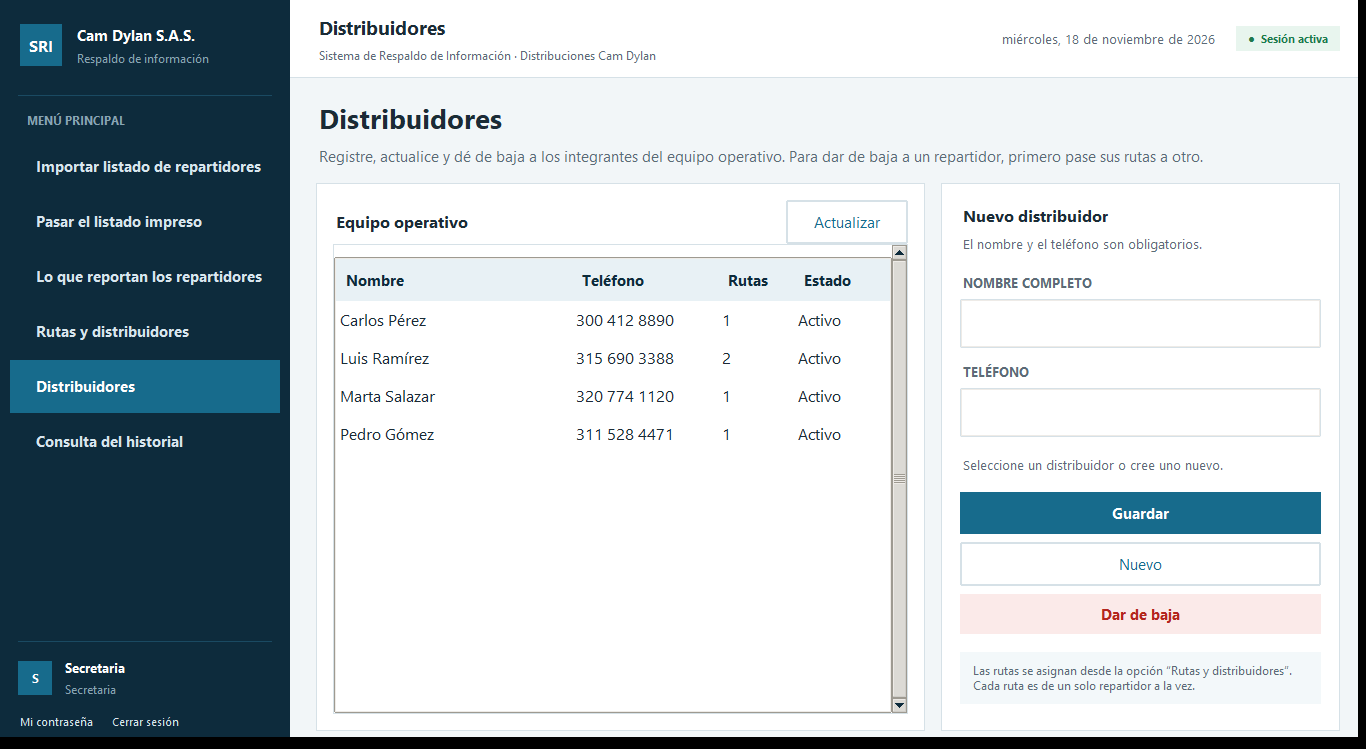 SRI
Cam Dylan S.A.S.
Respaldo de información
MENÚ PRINCIPAL
Importar listado de repartidores
Pasar el listado impreso
Lo que reportan los repartidores
Rutas y distribuidores
Distribuidores
Consulta del historial
S
Secretaria
Secretaria
Mi contraseña Cerrar sesión
Distribuidores
Sistema de Respaldo de Información · Distribuciones Cam Dylan
miércoles, 18 de noviembre de 2026
● Sesión activa
Distribuidores
Registre, actualice y dé de baja a los integrantes del equipo operativo. Para dar de baja a un repartidor, primero pase sus rutas a otro.
Equipo operativo
Actualizar
Nombre Teléfono Rutas Estado
Carlos Pérez 300 412 8890 1 Activo
Luis Ramírez 315 690 3388 2 Activo
Marta Salazar 320 774 1120 1 Activo
Pedro Gómez 311 528 4471 1 Activo
Nuevo distribuidor
El nombre y el teléfono son obligatorios.
NOMBRE COMPLETO
TELÉFONO
Seleccione un distribuidor o cree uno nuevo.
Guardar
Nuevo
Dar de baja
Las rutas se asignan desde la opción “Rutas y distribuidores”.
Cada ruta es de un solo repartidor a la vez.